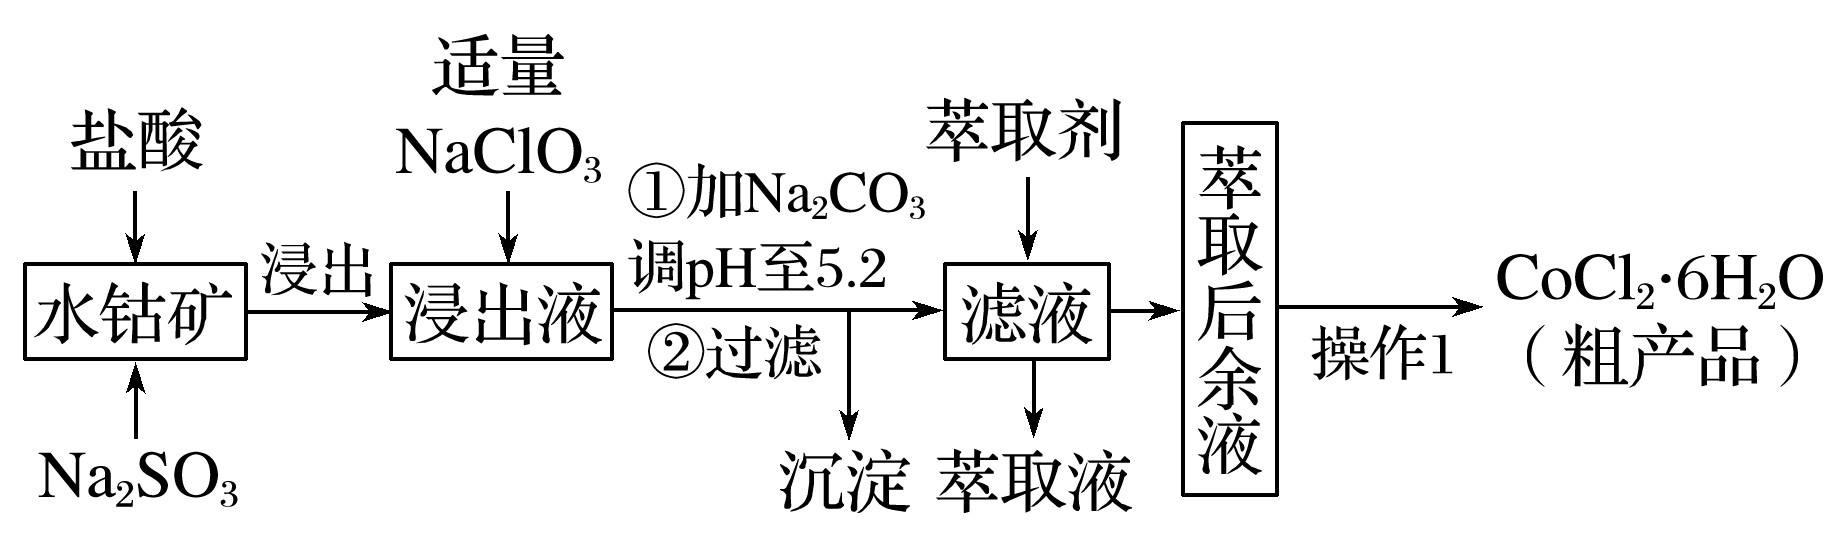 盐酸
Na₂SO₃
水钴矿
浸出
适量
NaClO₃
浸出液
①加Na₂CO₃
调pH至5.2
②过滤
沉淀
萃取剂
滤液
萃取液
萃取后余液
操作1
CoCl₂·6H₂O
（粗产品）